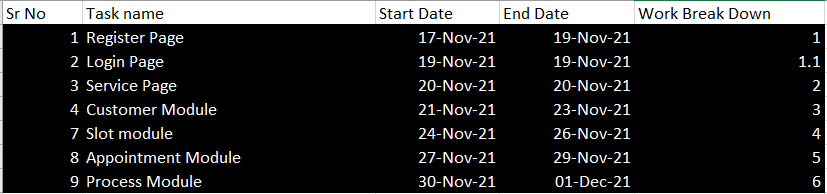 Sr No Task name Start Date End Date Work Break Down
1 Register Page 17-Nov-21 19-Nov-21 1
2 Login Page 19-Nov-21 19-Nov-21 1.1
3 Service Page 20-Nov-21 20-Nov-21 2
4 Customer Module 21-Nov-21 23-Nov-21 3
7 Slot module 24-Nov-21 26-Nov-21 4
8 Appointment Module 27-Nov-21 29-Nov-21 5
9 Process Module 30-Nov-21 01-Dec-21 6